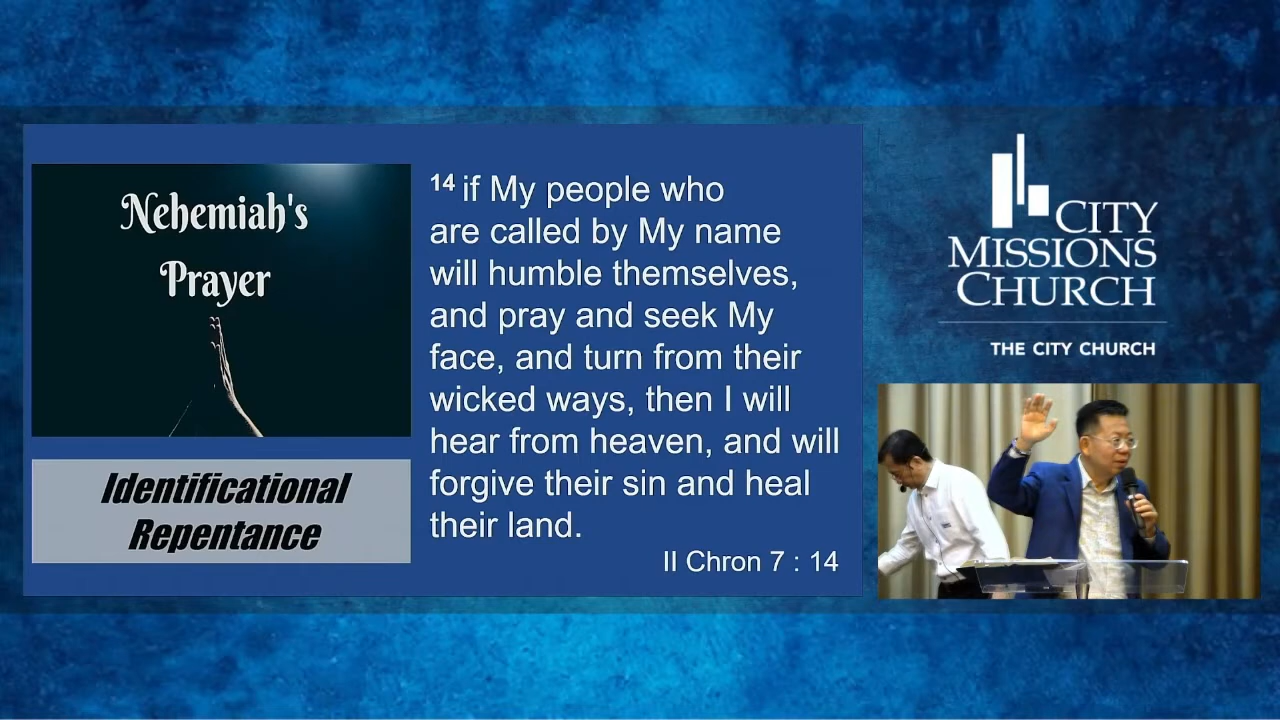 Nehemiah's
Prayer
Identificational
Repentance
14 if My people who
are called by My name
will humble themselves,
and pray and seek My
face, and turn from their
wicked ways, then I will
hear from heaven, and will
forgive their sin and heal
their land.
II Chron 7 : 14
CITY
MISSIONS
CHURCH
THE CITY CHURCH